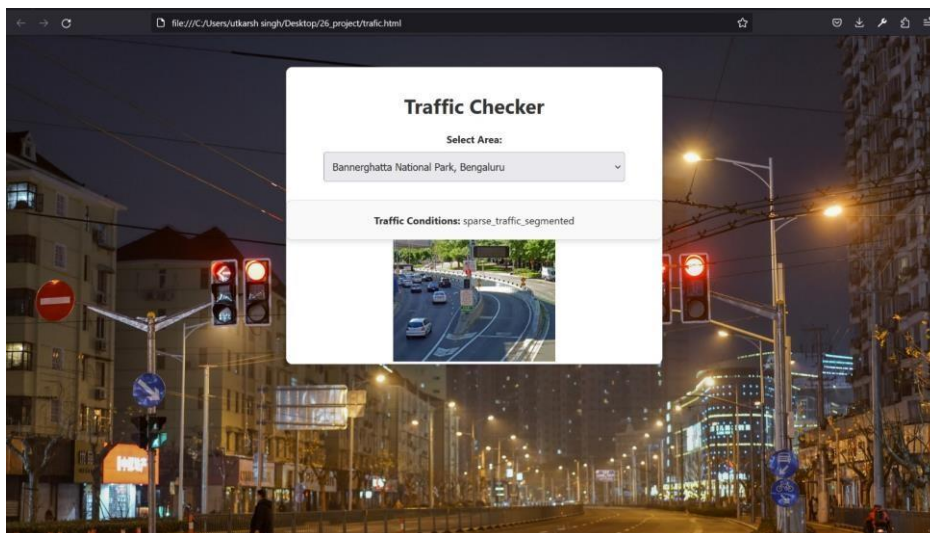 file:///C:/Users/utkarsh singh/Desktop/26_project/trafic.html
Traffic Checker
Select Area:
Bannerghatta National Park, Bengaluru
Traffic Conditions: sparse_traffic_segmented